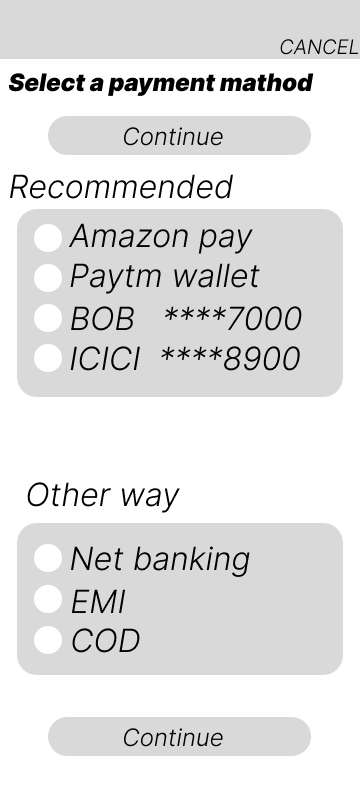 CANCEL
Select a payment mathod
Continue
Recommended
Amazon pay
Paytm wallet
BOB ****7000
ICICI ****8900
Other way
Net banking
EMI
COD
Continue